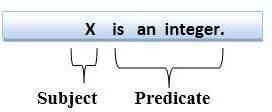 X is an integer.
Subject Predicate